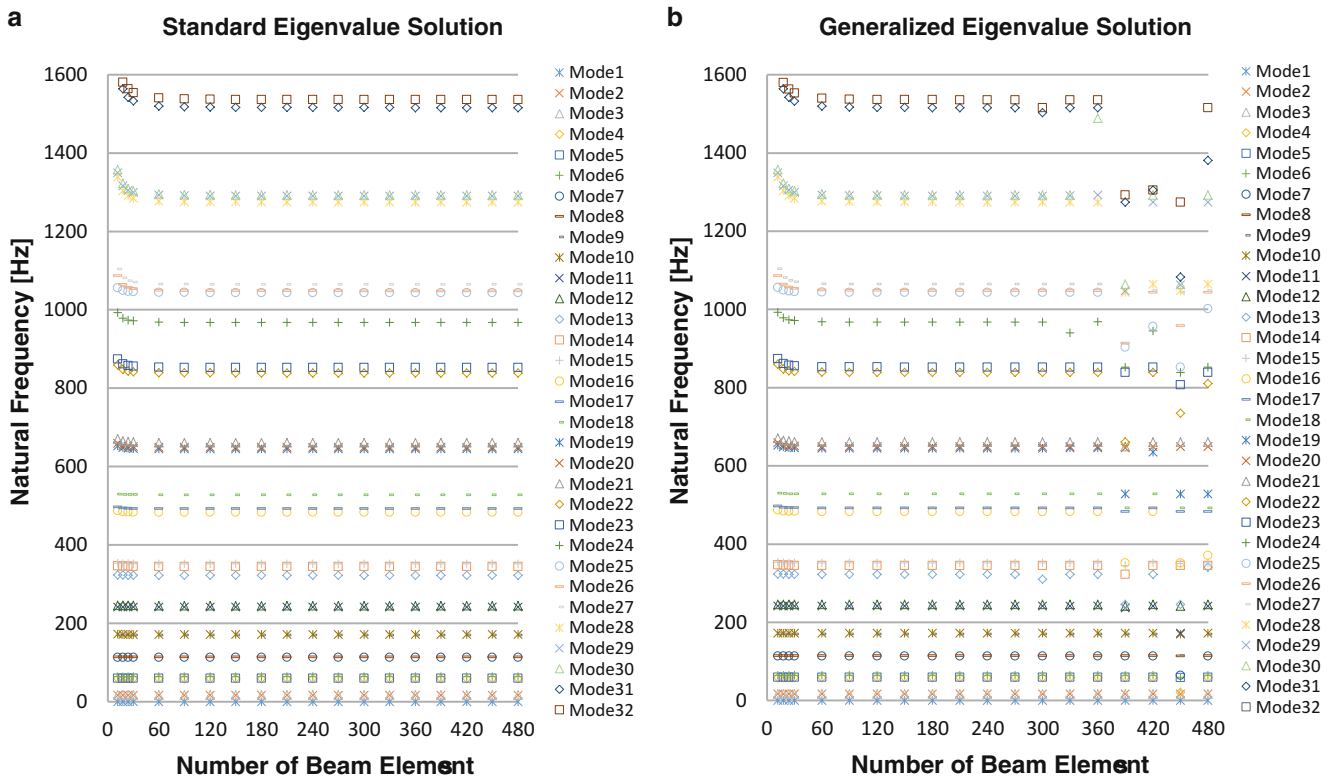 a
Standard Eigenvalue Solution
Natural Frequency [Hz]
1600
1400
1200
1000
800
600
400
200
0
0 60 120 180 240 300 360 420 480
Number of Beam Element
Mode1
Mode2
Mode3
Mode4
Mode5
Mode6
Mode7
Mode8
Mode9
Mode10
Mode11
Mode12
Mode13
Mode14
Mode15
Mode16
Mode17
Mode18
Mode19
Mode20
Mode21
Mode22
Mode23
Mode24
Mode25
Mode26
Mode27
Mode28
Mode29
Mode30
Mode31
Mode32
b
Generalized Eigenvalue Solution
Natural Frequency [Hz]
1600
1400
1200
1000
800
600
400
200
0
0 60 120 180 240 300 360 420 480
Number of Beam Element
Mode1
Mode2
Mode3
Mode4
Mode5
Mode6
Mode7
Mode8
Mode9
Mode10
Mode11
Mode12
Mode13
Mode14
Mode15
Mode16
Mode17
Mode18
Mode19
Mode20
Mode21
Mode22
Mode23
Mode24
Mode25
Mode26
Mode27
Mode28
Mode29
Mode30
Mode31
Mode32